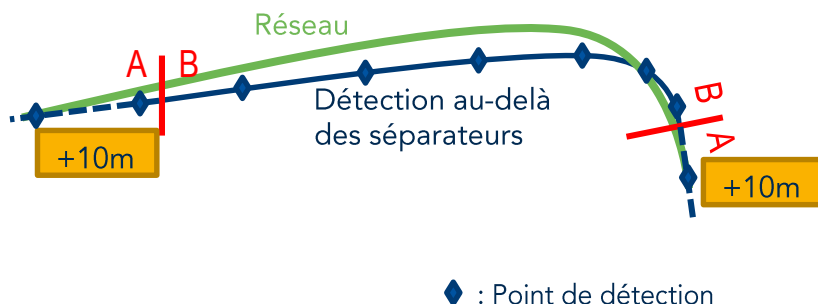 Réseau
A B
Détection au-delà
des séparateurs
B
A
+10m
+10m
: Point de détection